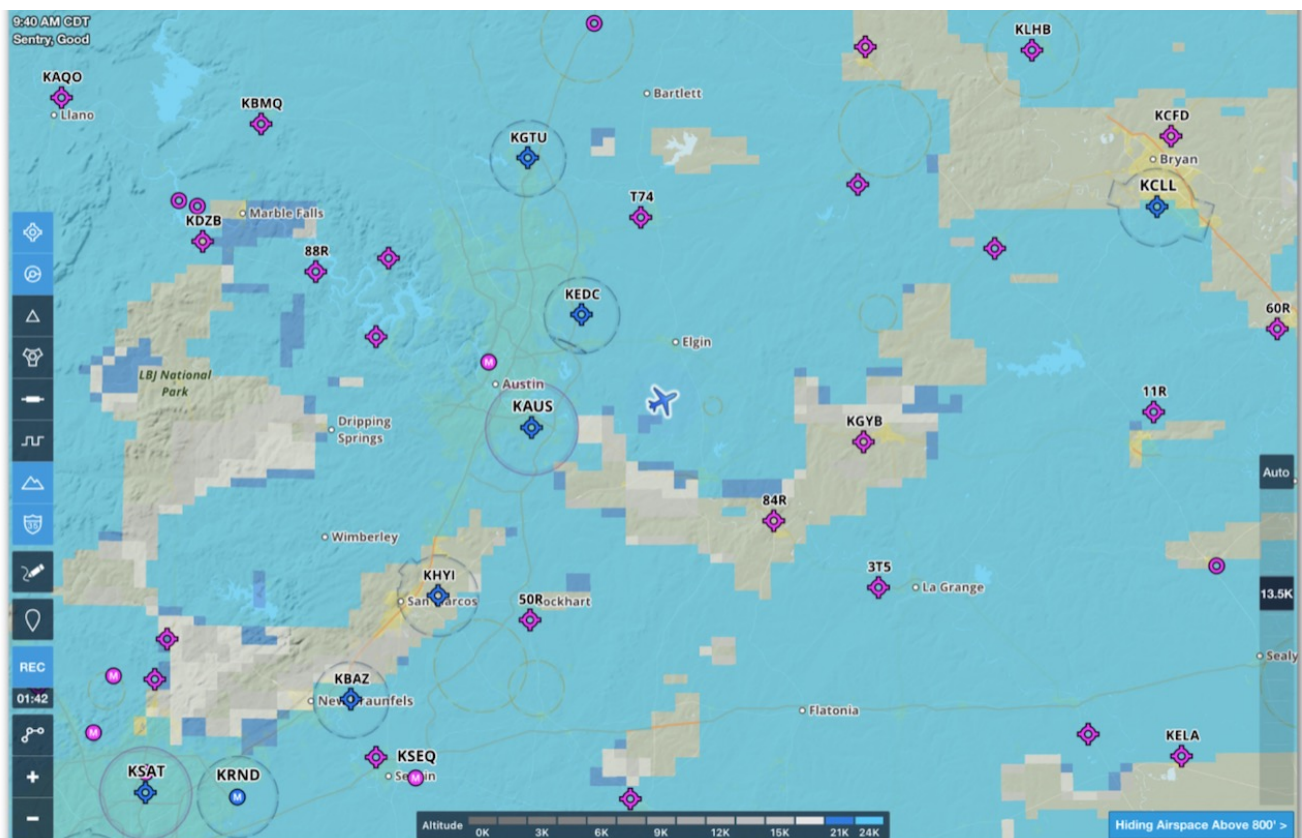 9:40 AM CDT
Sentry, Good
KLHB
KAQO
Llano
KBMQ
Bartlett
KCFD
Bryan
KGTU
KCLL
T74
Marble Falls
KDZB
88R
KEDC
60R
Elgin
M
LBJ National
Park
Austin
11R
KAUS
Dripping
Springs
KGYB
Auto
35
84R
Wimberley
3T5
La Grange
13.5K
KHYI
San Marcos
50R
Lockhart
REC
01:42
M
Sealy
KBAZ
New Braunfels
Flatonia
M
KSEQ
Seguin
M
KELA
KSAT
KRND
M
Altitude
0K 3K 6K 9K 12K 15K 21K 24K
Hiding Airspace Above 800' >